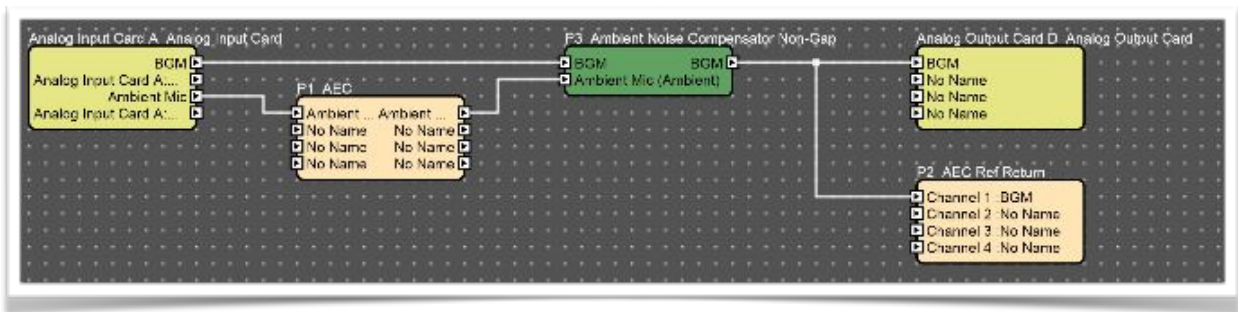 Analog Input Card A Analog Input Card
BGM
Analog Input Card A:...
Ambient Mic
Analog Input Card A:...
P1 AEC
Ambient ... Ambient ...
No Name No Name
No Name No Name
No Name No Name
P3 Ambient Noise Compensator Non-Gap
BGM BGM
Ambient Mic (Ambient)
Analog Output Card D Analog Output Card
BGM
No Name
No Name
No Name
P2 AEC Ref Return
Channel 1 :BGM
Channel 2 :No Name
Channel 3 :No Name
Channel 4 :No Name